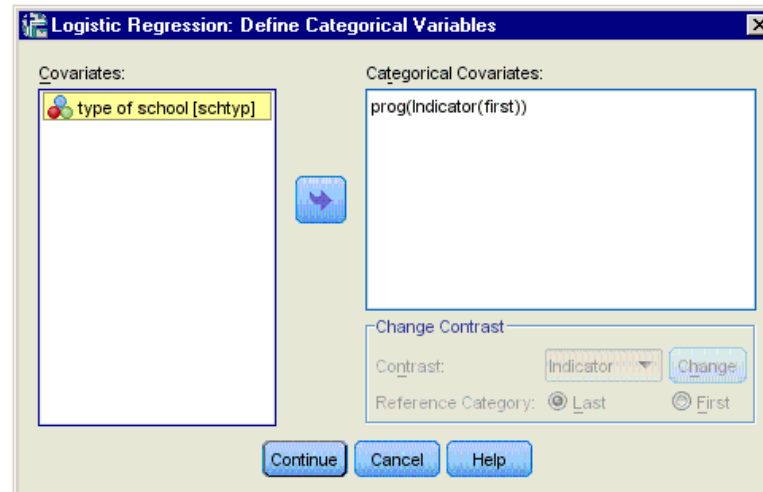 Logistic Regression: Define Categorical Variables
Covariates:
type of school [schtyp]
Categorical Covariates:
prog(Indicator(first))
Change Contrast
Contrast:
Indicator
Change
Reference Category:
Last
First
Continue
Cancel
Help